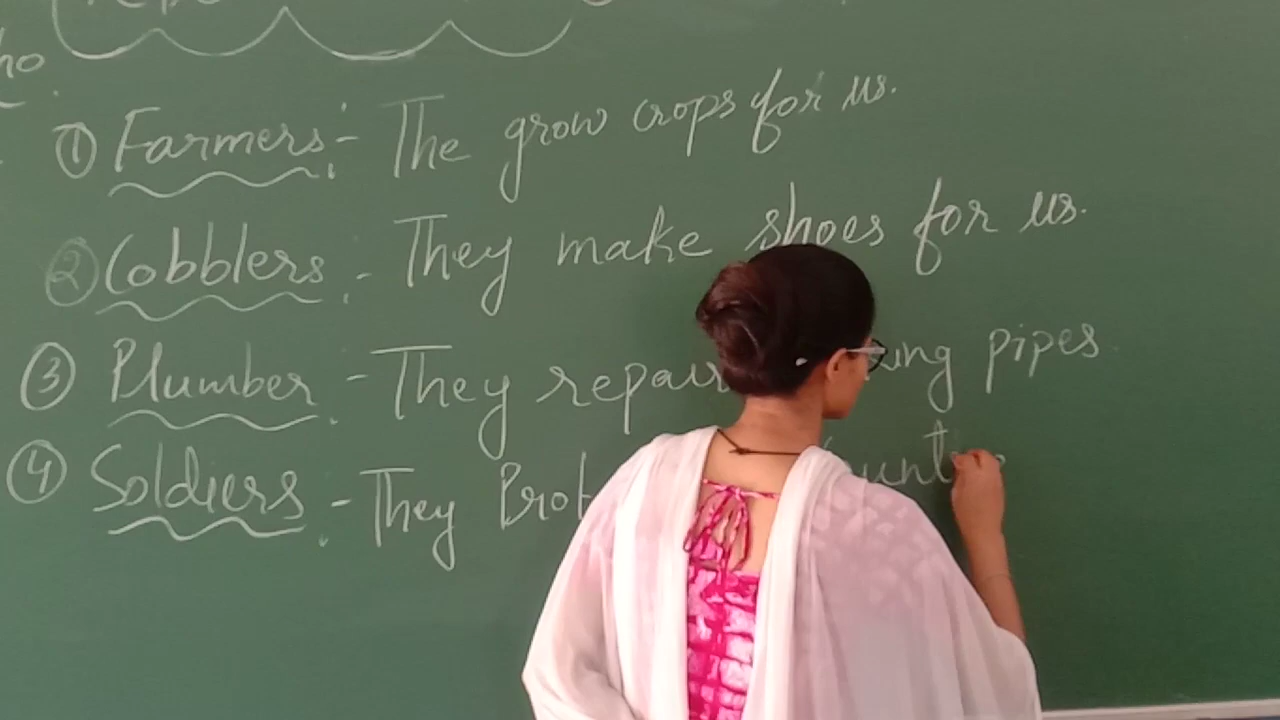 ho
① Farmers :- The grow crops for us.
② Cobblers :- They make shoes for us.
③ Plumber :- They repair pipes
④ Soldiers :- They